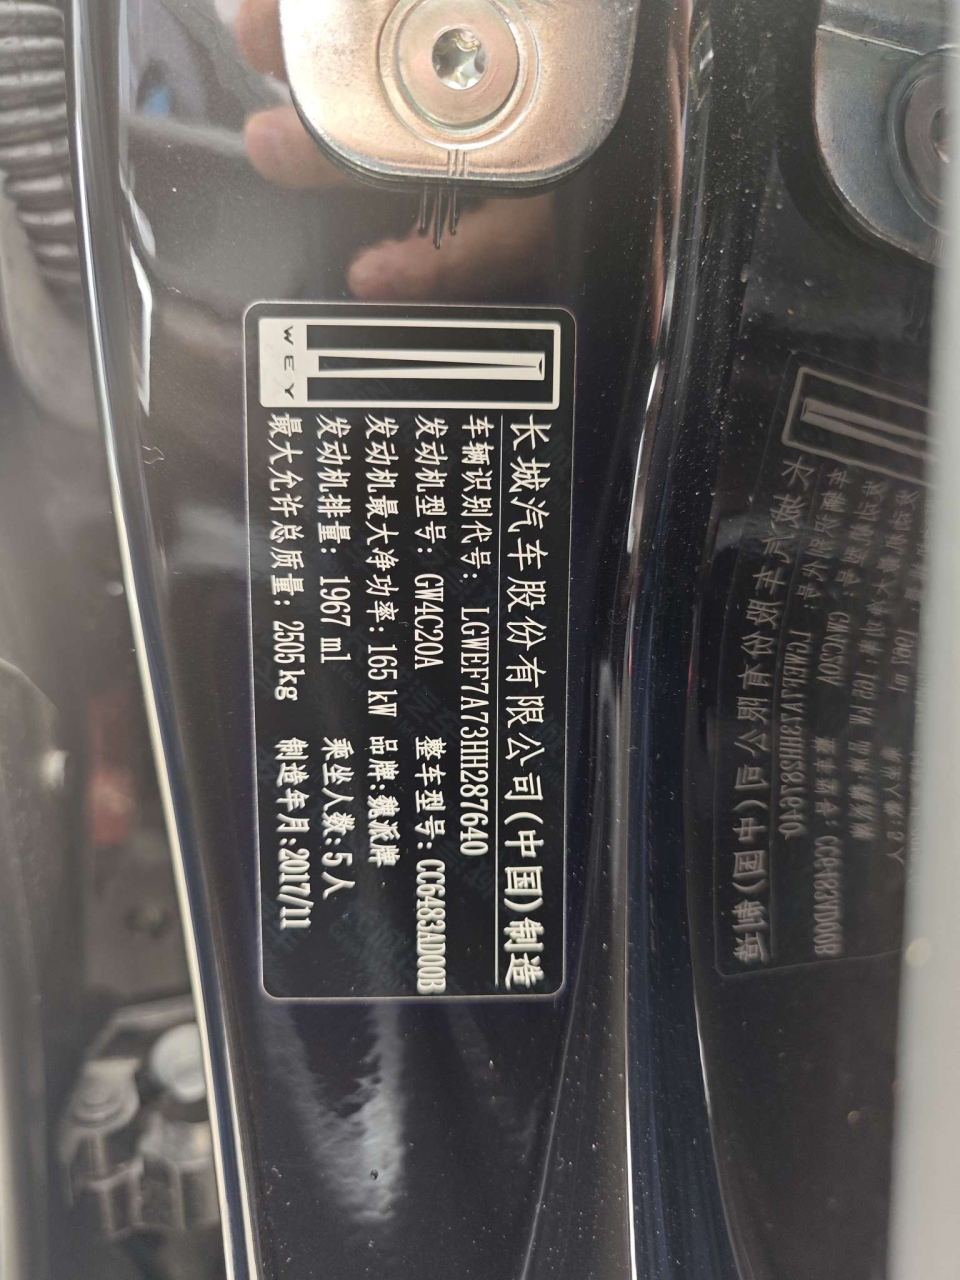 WEY
长城汽车股份有限公司(中国)制造
车辆识别代号: LGWEF7A73HH287640
发动机型号: GW4C20A 整车型号: CC6483AD00B
发动机最大净功率: 165 kW 品牌:魏派牌
发动机排量: 1967 ml 乘坐人数:5人
最大允许总质量: 2505 kg 制造年月:2017/11